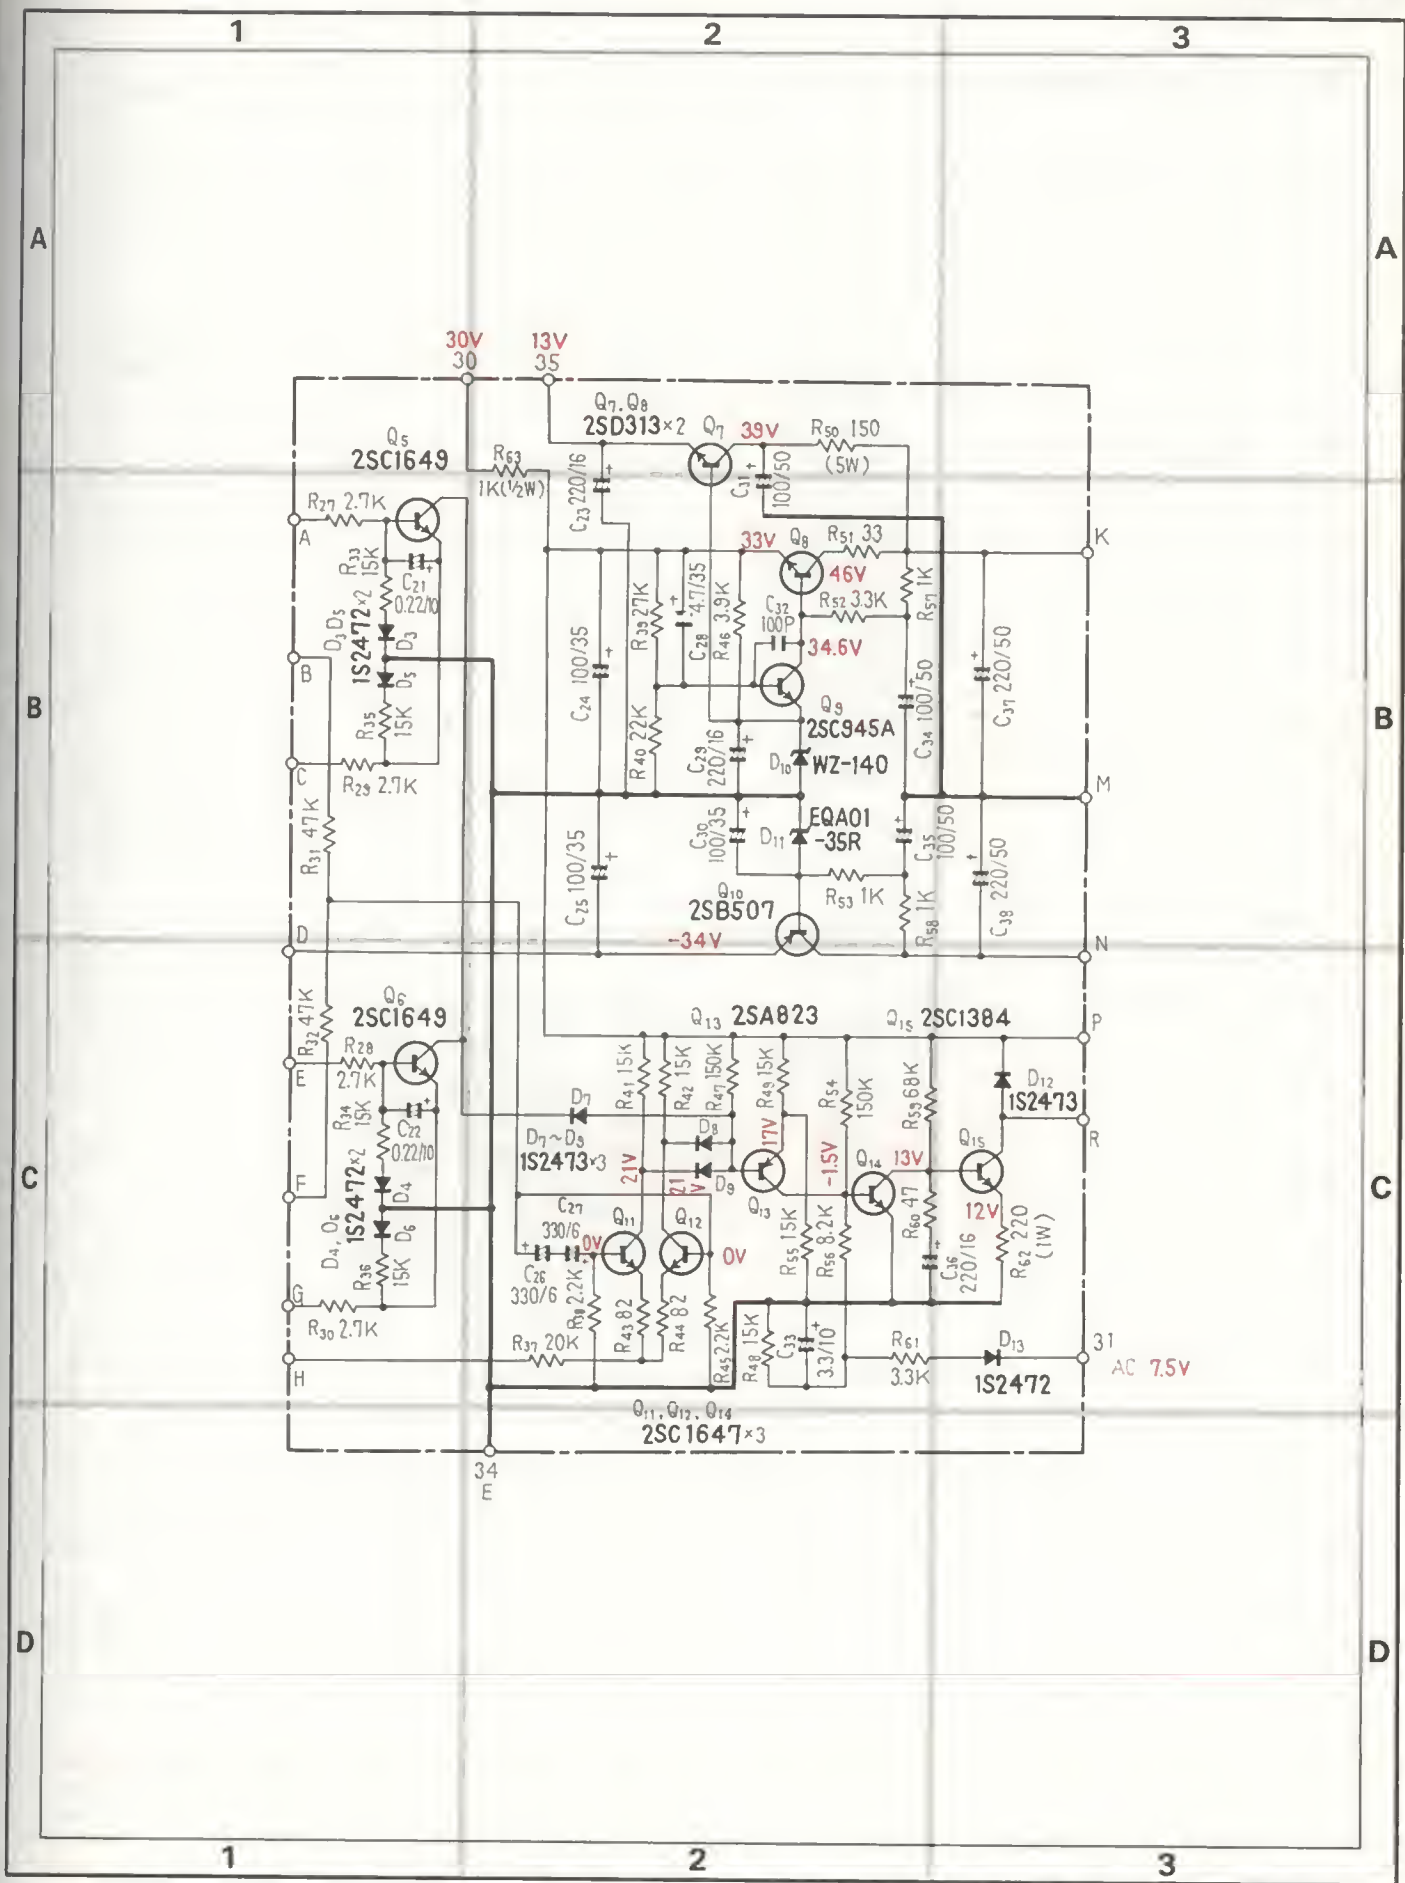 1
2
3
A
A
30V
13V
30
35
Q7, Q8
2SD313×2
Q7
39V
R50 150
(5W)
Q5
2SC1649
R63
1K(½W)
C23 220/16
C31 100/50
R27 2.7K
A
R33 15K
C21
0.22/10
D3 D5
1S2472×2
D3
D5
B
R35 15K
C
R29 2.7K
R31 47K
33V
Q8
R51 33
K
46V
R52 3.3K
R57 1K
C32
100P
34.6V
R39 27K
C28 4.7/35
R46 3.9K
C24 100/35
Q9
2SC945A
C34 100/50
C37 220/50
B
B
R40 22K
C29 220/16
D10 WZ-140
M
C30 100/35
D11
EQA01
-35R
C35 100/50
C25 100/35
R53 1K
R58 1K
C38 220/50
Q10
2SB507
D
-34V
N
R32 47K
Q6
2SC1649
Q13 2SA823
Q15 2SC1384
P
R28
2.7K
E
R34 15K
C22
0.22/10
R41 15K
R42 15K
R47 150K
R49 15K
R54 150K
R59 68K
D12
1S2473
R
D7
D7~D9
1S2473×3
D8
D9
21V
21V
17V
-1.5V
Q14
13V
Q15
C
C
F
D4, D6
1S2472×2
D4
D6
R36 15K
G
R30 2.7K
C27
330/6
0V
Q11
Q12
0V
Q13
C26
330/6
R38 2.2K
R43 82
R44 82
R45 2.2K
R55 15K
R56 8.2K
R60 47
12V
C36 220/16
R62 220
(1W)
R37 20K
H
R48 15K
C33 3.3/10
R61
3.3K
D13
1S2472
31
AC 7.5V
Q11, Q12, Q14
2SC1647×3
34
E
D
D
1
2
3